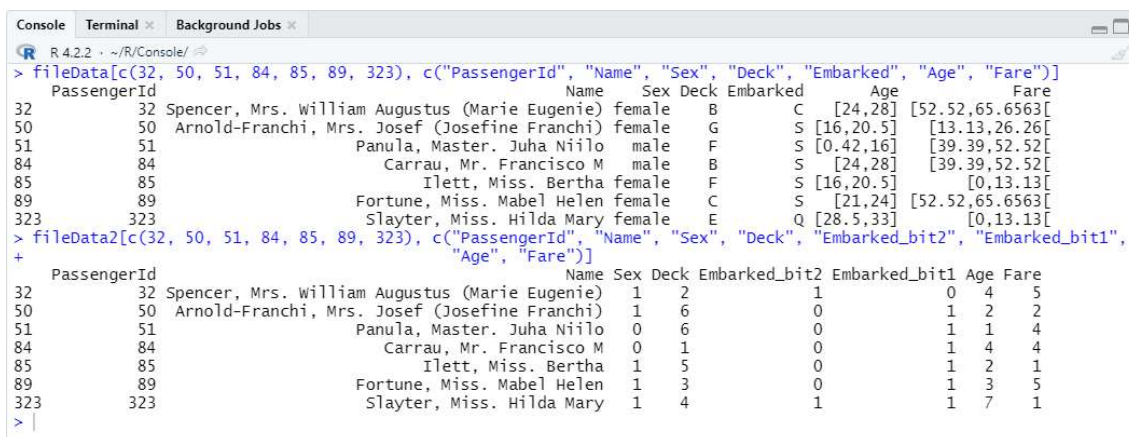 Console Terminal × Background Jobs ×
R R 4.2.2 · ~/R/Console/
> fileData[c(32, 50, 51, 84, 85, 89, 323), c("PassengerId", "Name", "Sex", "Deck", "Embarked", "Age", "Fare")]
PassengerId Name Sex Deck Embarked Age Fare
32 32 Spencer, Mrs. William Augustus (Marie Eugenie) female B C [24,28] [52.52,65.6563[
50 50 Arnold-Franchi, Mrs. Josef (Josefine Franchi) female G S [16,20.5] [13.13,26.26[
51 51 Panula, Master. Juha Niilo male F S [0.42,16] [39.39,52.52[
84 84 Carrau, Mr. Francisco M male B S [24,28] [39.39,52.52[
85 85 Ilett, Miss. Bertha female F S [16,20.5] [0,13.13[
89 89 Fortune, Miss. Mabel Helen female C S [21,24] [52.52,65.6563[
323 323 Slayter, Miss. Hilda Mary female E Q [28.5,33] [0,13.13[
> fileData2[c(32, 50, 51, 84, 85, 89, 323), c("PassengerId", "Name", "Sex", "Deck", "Embarked_bit2", "Embarked_bit1",
+ "Age", "Fare")]
PassengerId Name Sex Deck Embarked_bit2 Embarked_bit1 Age Fare
32 32 Spencer, Mrs. William Augustus (Marie Eugenie) 1 2 1 0 4 5
50 50 Arnold-Franchi, Mrs. Josef (Josefine Franchi) 1 6 0 1 2 2
51 51 Panula, Master. Juha Niilo 0 6 0 1 1 4
84 84 Carrau, Mr. Francisco M 0 1 0 1 4 4
85 85 Ilett, Miss. Bertha 1 5 0 1 2 1
89 89 Fortune, Miss. Mabel Helen 1 3 0 1 3 5
323 323 Slayter, Miss. Hilda Mary 1 4 1 1 7 1
>